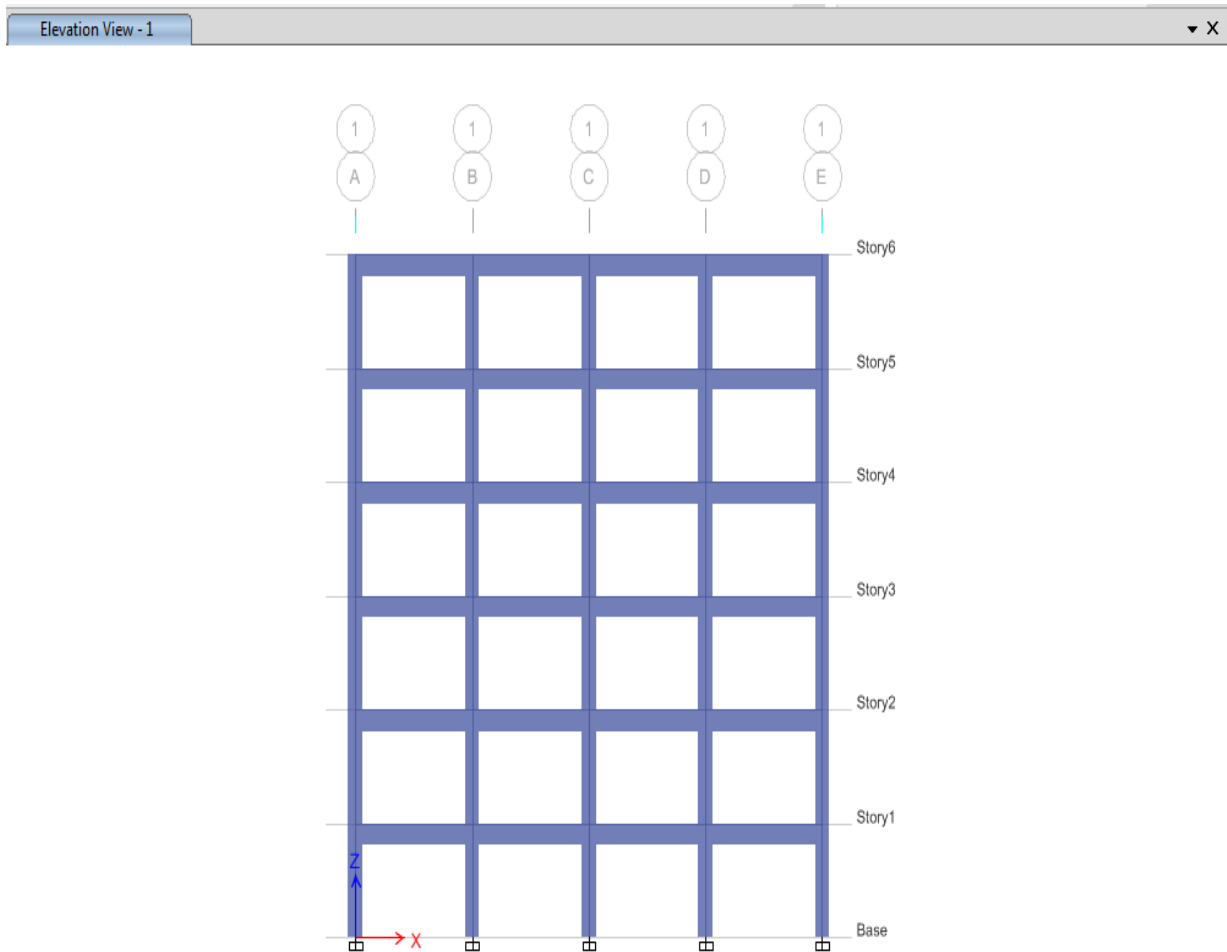 Elevation View - 1
X
1 1 1 1 1
A B C D E
Story6
Story5
Story4
Story3
Story2
Story1
Z
X
Base